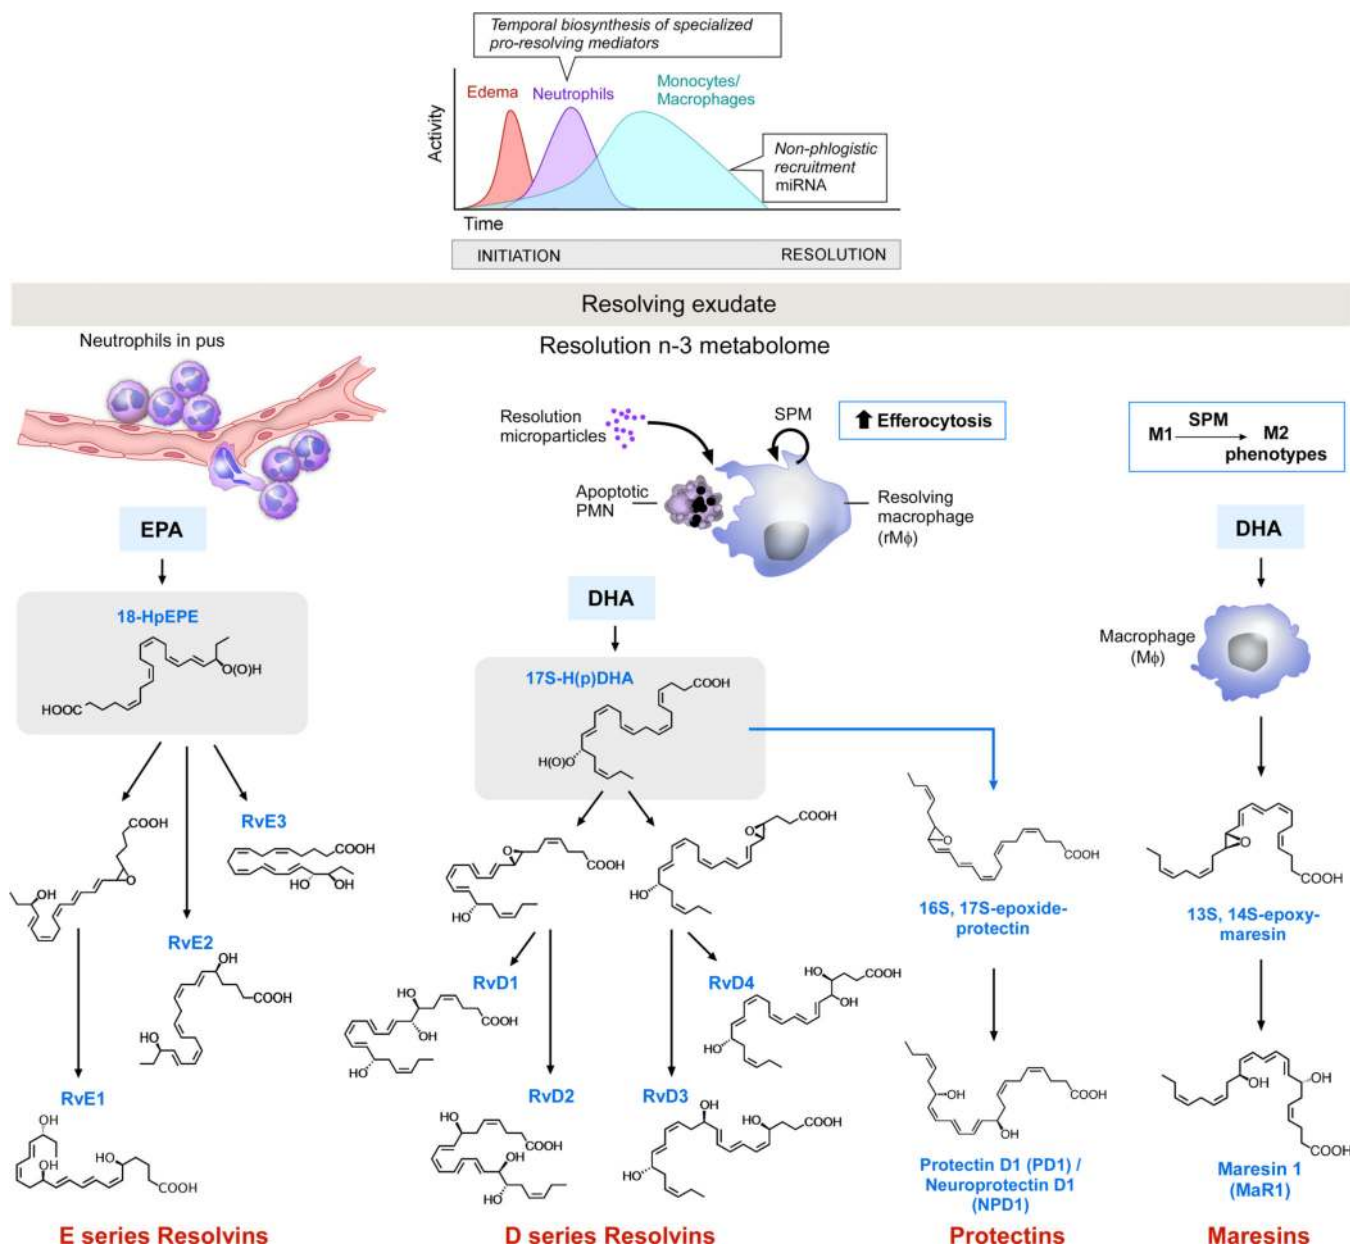 Temporal biosynthesis of specialized
pro-resolving mediators
Edema
Neutrophils
Monocytes/
Macrophages
Activity
Non-phlogistic
recruitment
miRNA
Time
INITIATION
RESOLUTION
Resolving exudate
Resolution n-3 metabolome
Neutrophils in pus
Resolution
microparticles
SPM
Efferocytosis
Apoptotic
PMN
Resolving
macrophage
(rMϕ)
M1
SPM
M2
phenotypes
EPA
18-HpEPE
O(O)H
HOOC
DHA
17S-H(p)DHA
COOH
H(O)O
DHA
Macrophage
(Mϕ)
COOH
O
OH
RvE3
COOH
HO
OH
RvE2
OH
COOH
HO
RvE1
OH
OH
OH
COOH
E series Resolvins
O
COOH
HO
O
COOH
HO
RvD1
HO
COOH
OH
HO
RvD4
HO
COOH
OH
HO
RvD2
HO
COOH
OH
HO
RvD3
OH
HO
COOH
HO
D series Resolvins
O
COOH
16S, 17S-epoxide-
protectin
OH
COOH
OH
Protectin D1 (PD1) /
Neuroprotectin D1
(NPD1)
Protectins
O
COOH
13S, 14S-epoxy-
maresin
OH
OH
COOH
Maresin 1
(MaR1)
Maresins